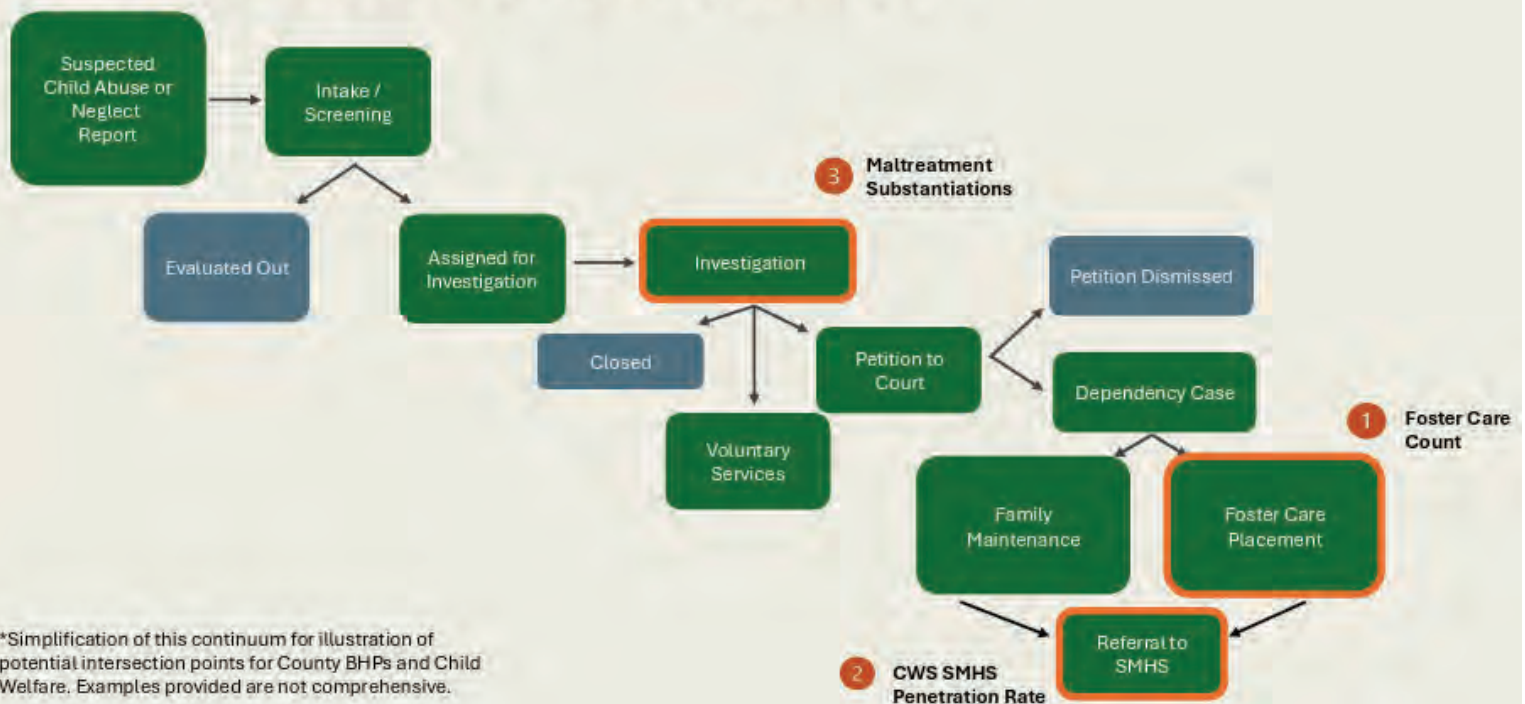 Suspected
Child Abuse or
Neglect
Report
Intake /
Screening
3
Maltreatment
Substantiations
Evaluated Out
Assigned for
Investigation
Investigation
Petition Dismissed
Closed
Petition to
Court
Dependency Case
1
Foster Care
Count
Voluntary
Services
Family
Maintenance
Foster Care
Placement
*Simplification of this continuum for illustration of
potential intersection points for County BHPs and Child
Welfare. Examples provided are not comprehensive.
Referral to
SMHS
2
CWS SMHS
Penetration Rate